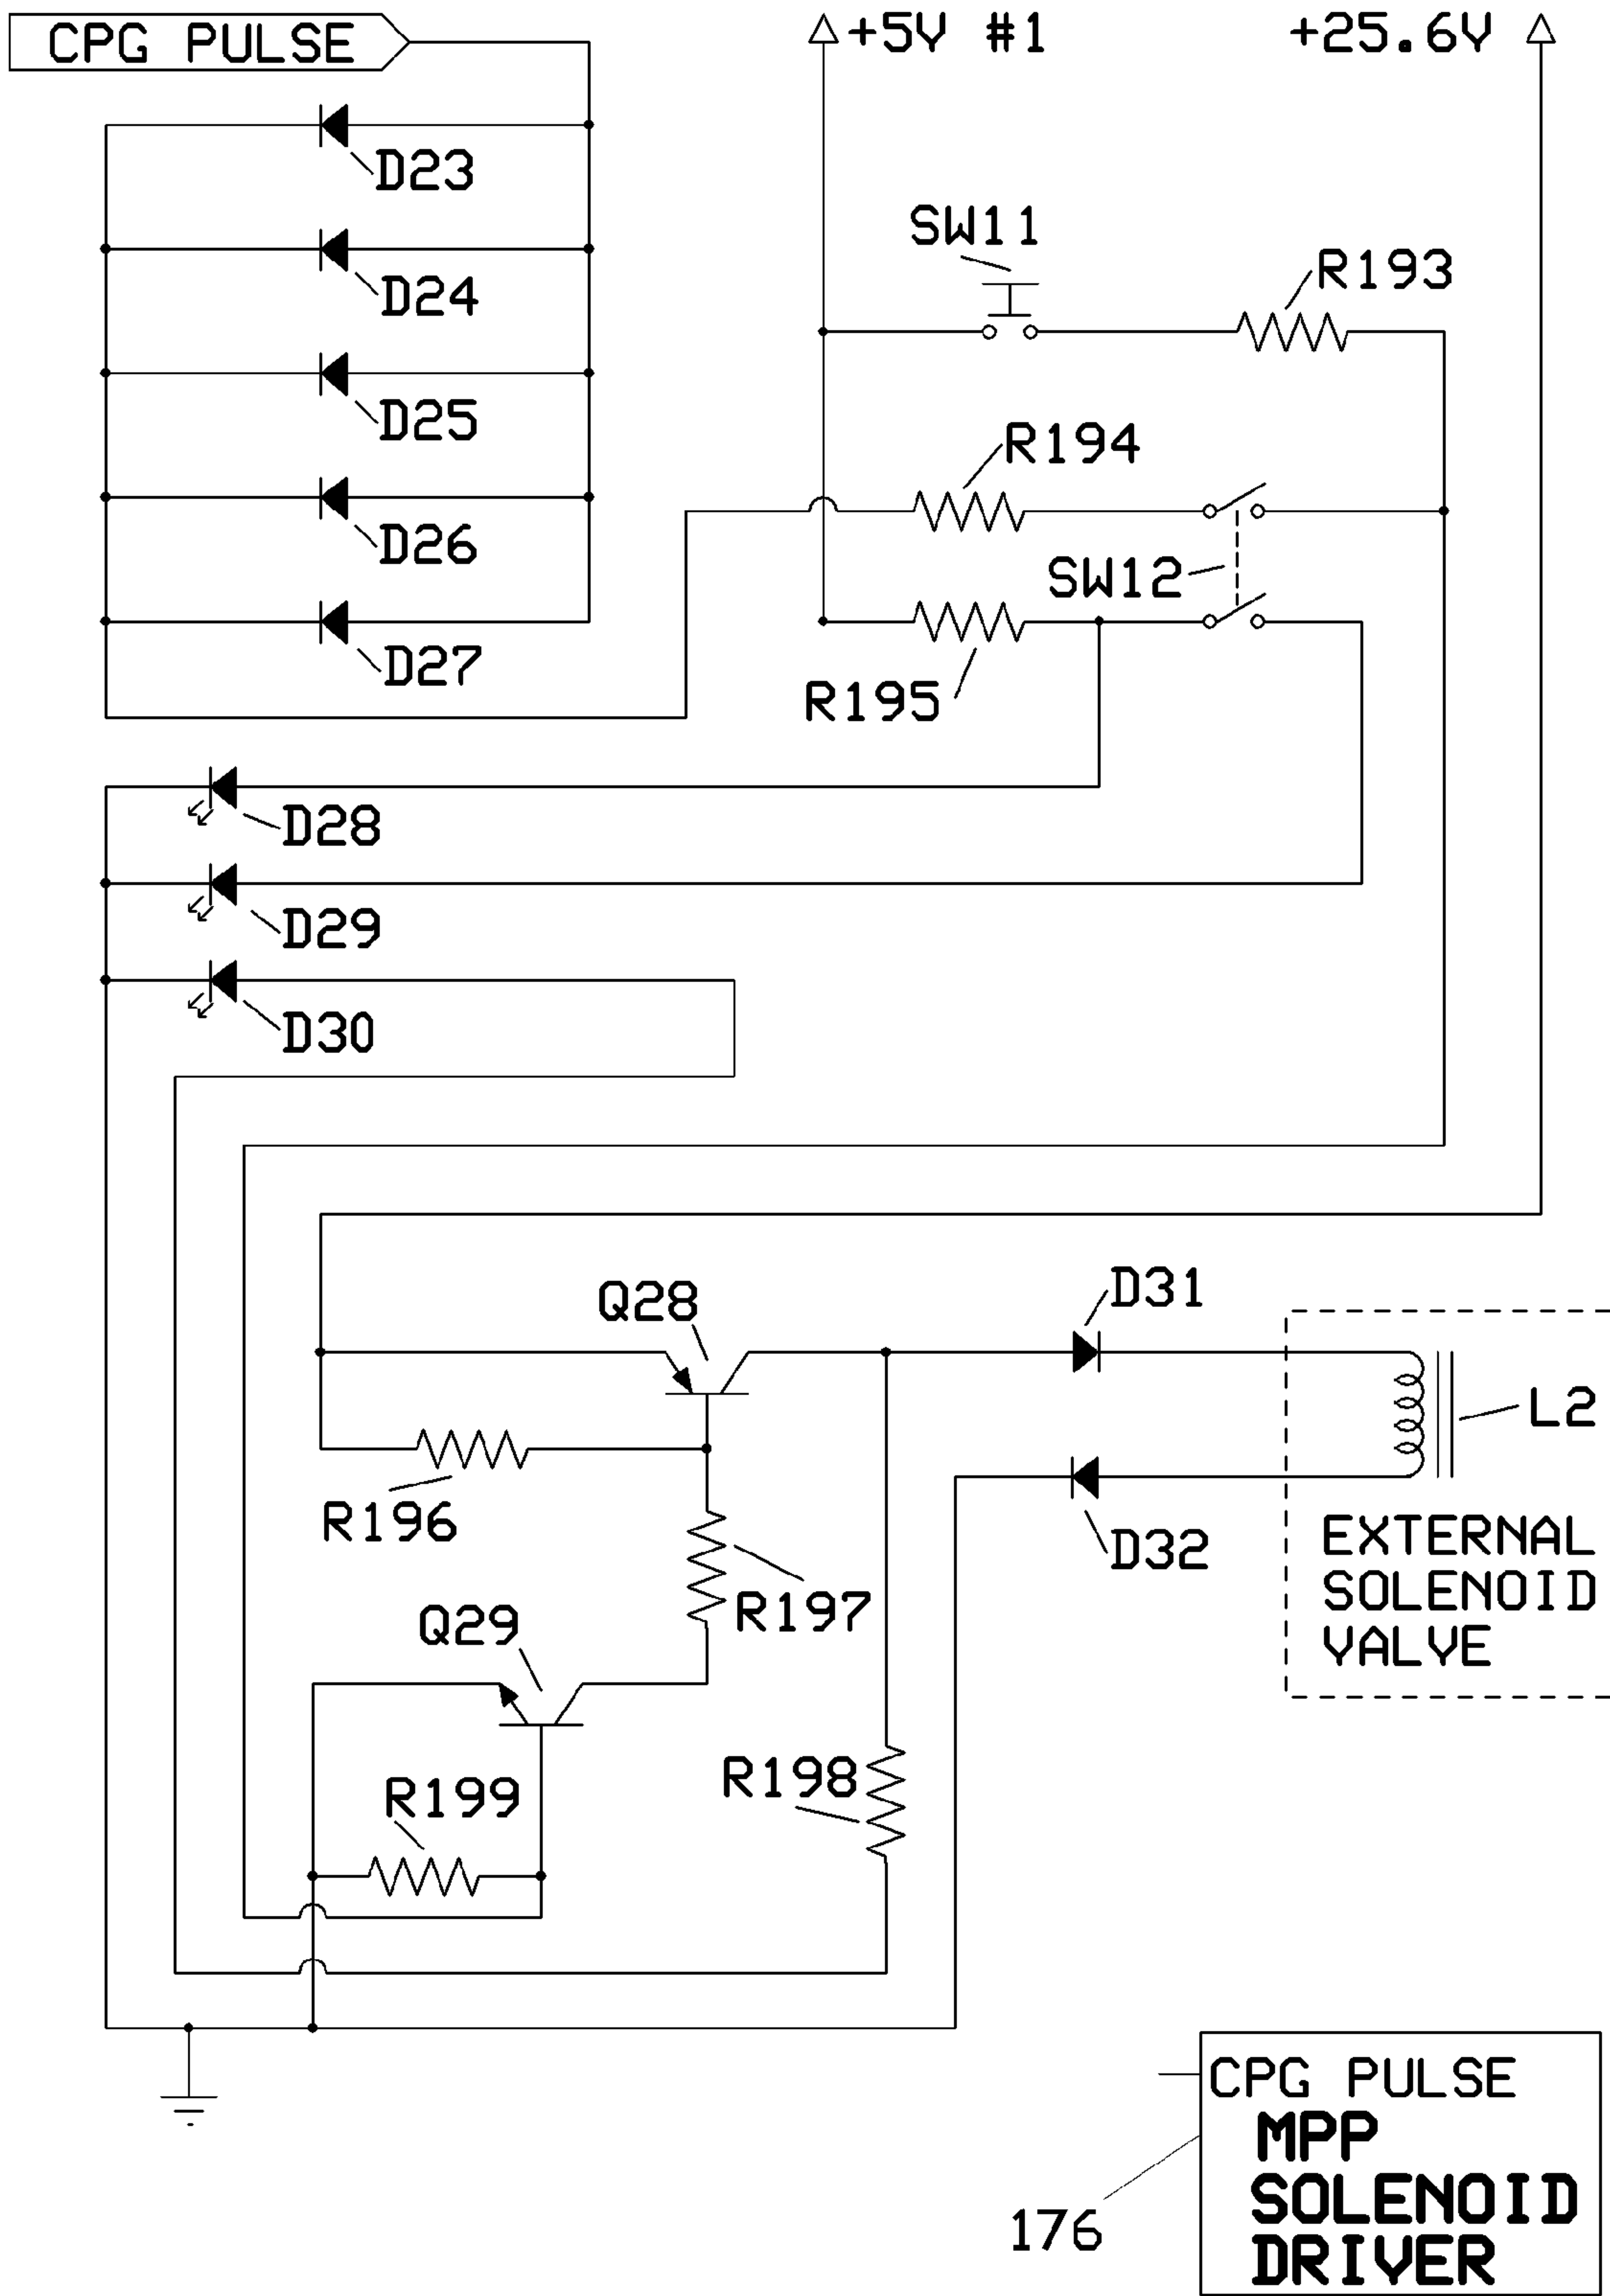 CPG PULSE
+5V #1
+25.6V
D23
SW11
R193
D24
D25
R194
D26
SW12
D27
R195
D28
D29
D30
D31
Q28
L2
R196
EXTERNAL
SOLENOID
VALVE
D32
R197
Q29
R198
R199
CPG PULSE
MPP
SOLENOID
DRIVER
176